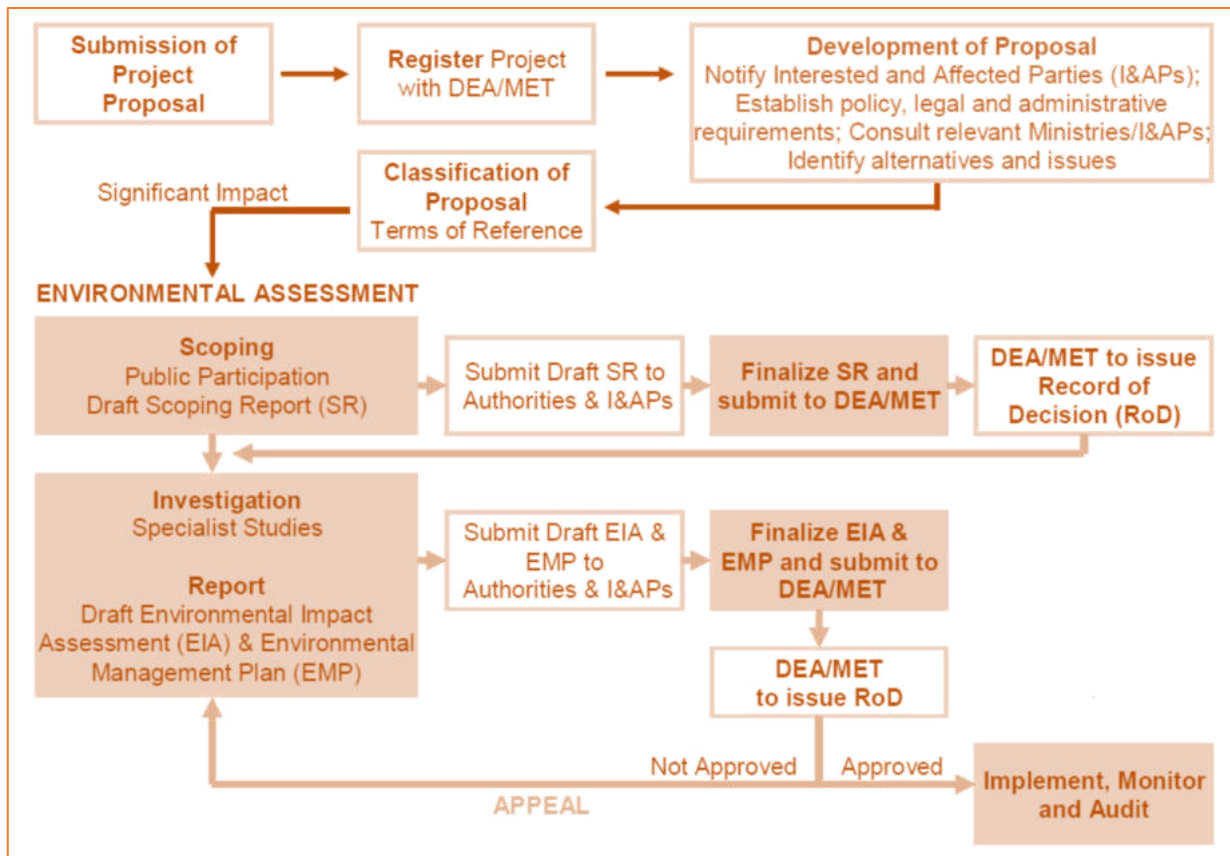 Submission of
Project
Proposal
Register Project
with DEA/MET
Development of Proposal
Notify Interested and Affected Parties (I&APs);
Establish policy, legal and administrative
requirements; Consult relevant Ministries/I&APs;
Identify alternatives and issues
Significant Impact
Classification of
Proposal
Terms of Reference
ENVIRONMENTAL ASSESSMENT
Scoping
Public Participation
Draft Scoping Report (SR)
Submit Draft SR to
Authorities & I&APs
Finalize SR and
submit to DEA/MET
DEA/MET to issue
Record of
Decision (RoD)
Investigation
Specialist Studies
Report
Draft Environmental Impact
Assessment (EIA) & Environmental
Management Plan (EMP)
Submit Draft EIA &
EMP to
Authorities & I&APs
Finalize EIA &
EMP and submit to
DEA/MET
DEA/MET
to issue RoD
Not Approved
Approved
APPEAL
Implement, Monitor
and Audit